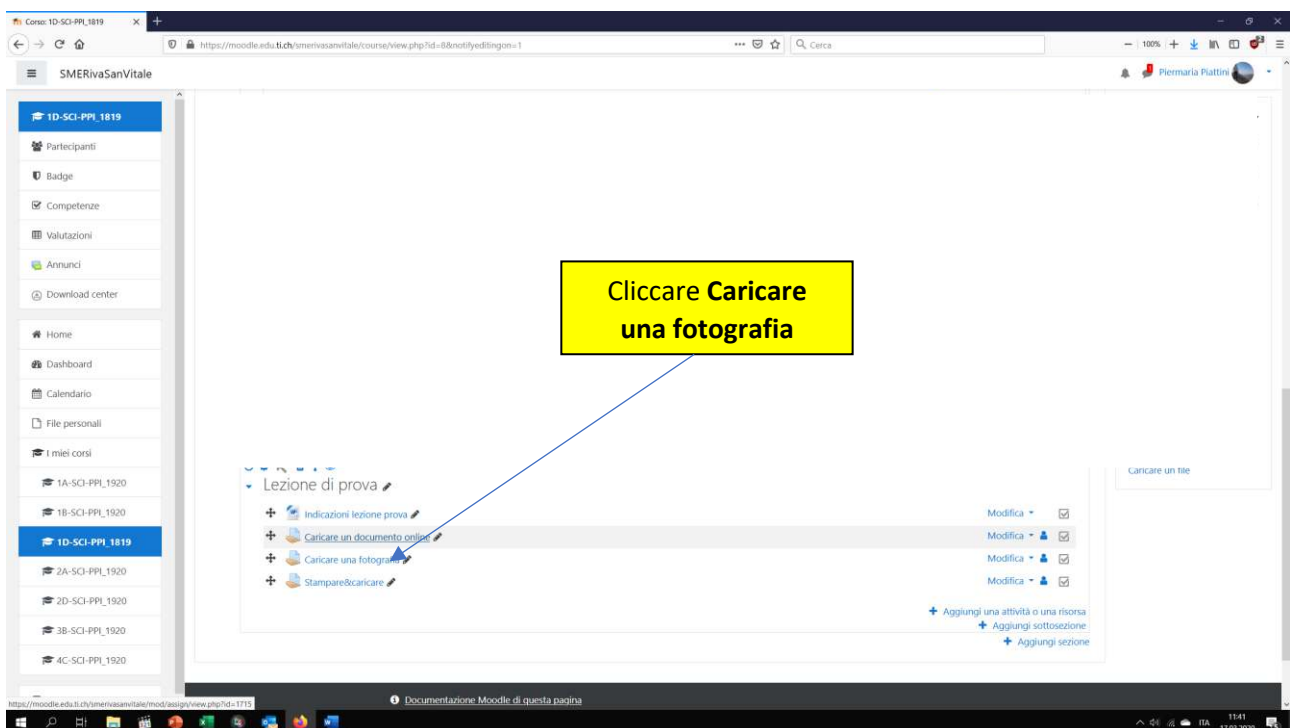 Corso: 1D-SCI-PPI_1819
https://moodle.edu.ti.ch/smerivasanvitale/course/view.php?id=8&notifyeditingon=1
Cerca
100%
SMERivaSanVitale
Piermaria Piattini
1D-SCI-PPI_1819
Partecipanti
Badge
Competenze
Valutazioni
Annunci
Download center
Home
Dashboard
Calendario
File personali
I miei corsi
1A-SCI-PPI_1920
1B-SCI-PPI_1920
1D-SCI-PPI_1819
2A-SCI-PPI_1920
2D-SCI-PPI_1920
3B-SCI-PPI_1920
4C-SCI-PPI_1920
Cliccare Caricare
una fotografia
Caricare un file
Lezione di prova
Indicazioni lezione prova Modifica
Caricare un documento online Modifica
Caricare una fotografia Modifica
Stampare&caricare Modifica
Aggiungi una attività o una risorsa
Aggiungi sottosezione
Aggiungi sezione
Documentazione Moodle di questa pagina
https://moodle.edu.ti.ch/smerivasanvitale/mod/assign/view.php?id=1715
ITA
11:41
17.03.2020